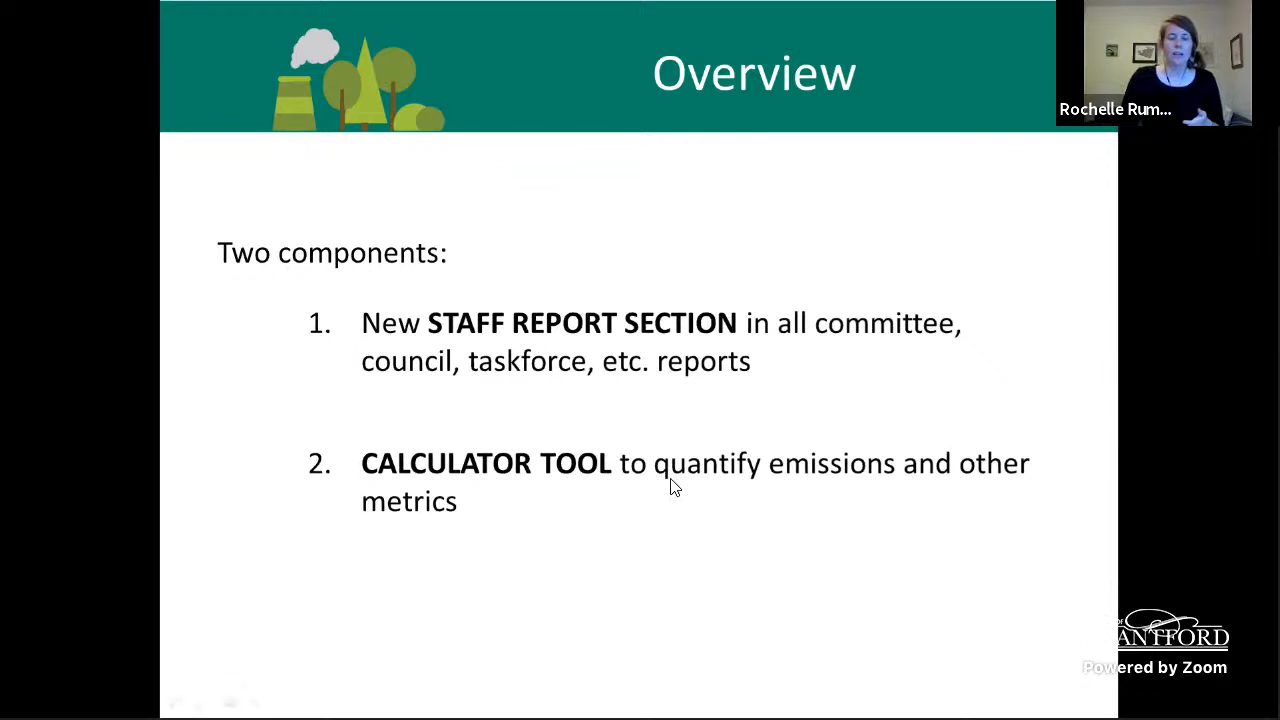 Overview
Rochelle Rum...
Two components:
1. New STAFF REPORT SECTION in all committee,
council, taskforce, etc. reports
2. CALCULATOR TOOL to quantify emissions and other
metrics
ANTFORD
Powered by Zoom